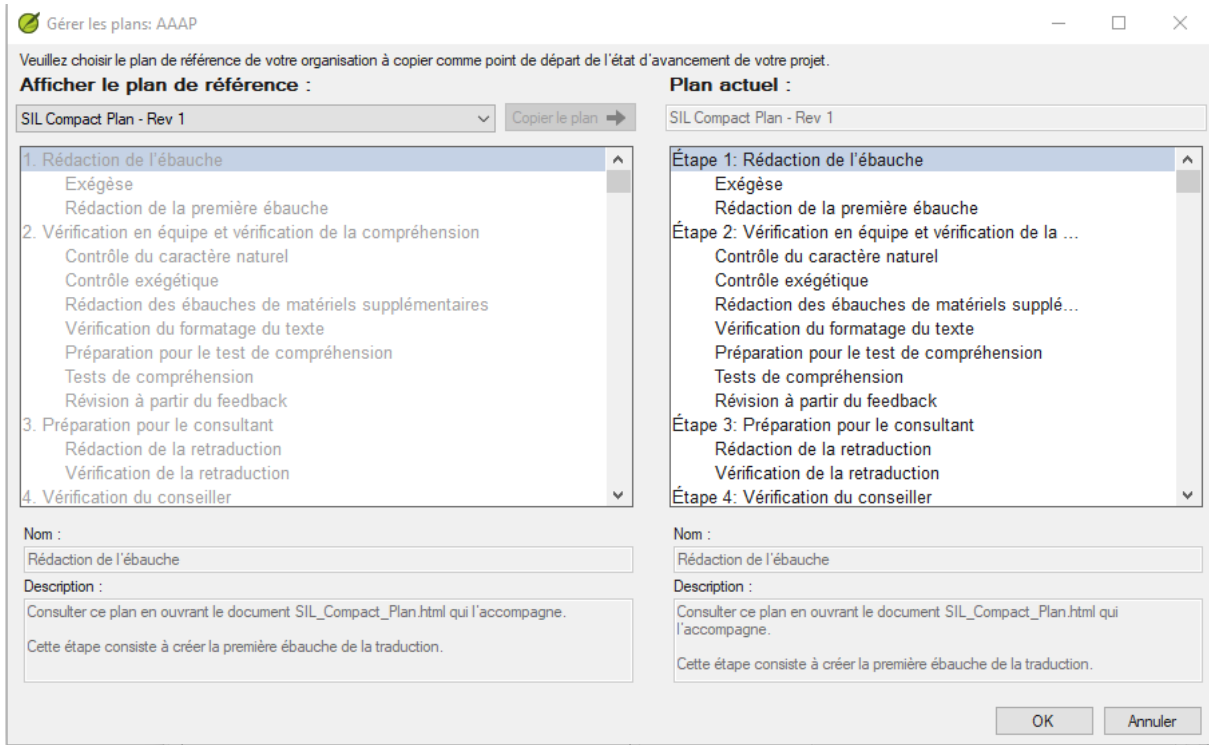 Gérer les plans: AAAP
Veuillez choisir le plan de référence de votre organisation à copier comme point de départ de l'état d'avancement de votre projet.
Afficher le plan de référence :
SIL Compact Plan - Rev 1
Copier le plan
1. Rédaction de l'ébauche
Exégèse
Rédaction de la première ébauche
2. Vérification en équipe et vérification de la compréhension
Contrôle du caractère naturel
Contrôle exégétique
Rédaction des ébauches de matériels supplémentaires
Vérification du formatage du texte
Préparation pour le test de compréhension
Tests de compréhension
Révision à partir du feedback
3. Préparation pour le consultant
Rédaction de la retraduction
Vérification de la retraduction
4. Vérification du conseiller
Nom :
Rédaction de l'ébauche
Description :
Consulter ce plan en ouvrant le document SIL_Compact_Plan.html qui l'accompagne.
Cette étape consiste à créer la première ébauche de la traduction.
Plan actuel :
SIL Compact Plan - Rev 1
Étape 1: Rédaction de l'ébauche
Exégèse
Rédaction de la première ébauche
Étape 2: Vérification en équipe et vérification de la ...
Contrôle du caractère naturel
Contrôle exégétique
Rédaction des ébauches de matériels supplé...
Vérification du formatage du texte
Préparation pour le test de compréhension
Tests de compréhension
Révision à partir du feedback
Étape 3: Préparation pour le consultant
Rédaction de la retraduction
Vérification de la retraduction
Étape 4: Vérification du conseiller
Nom :
Rédaction de l'ébauche
Description :
Consulter ce plan en ouvrant le document SIL_Compact_Plan.html qui
l'accompagne.
Cette étape consiste à créer la première ébauche de la traduction.
OK
Annuler